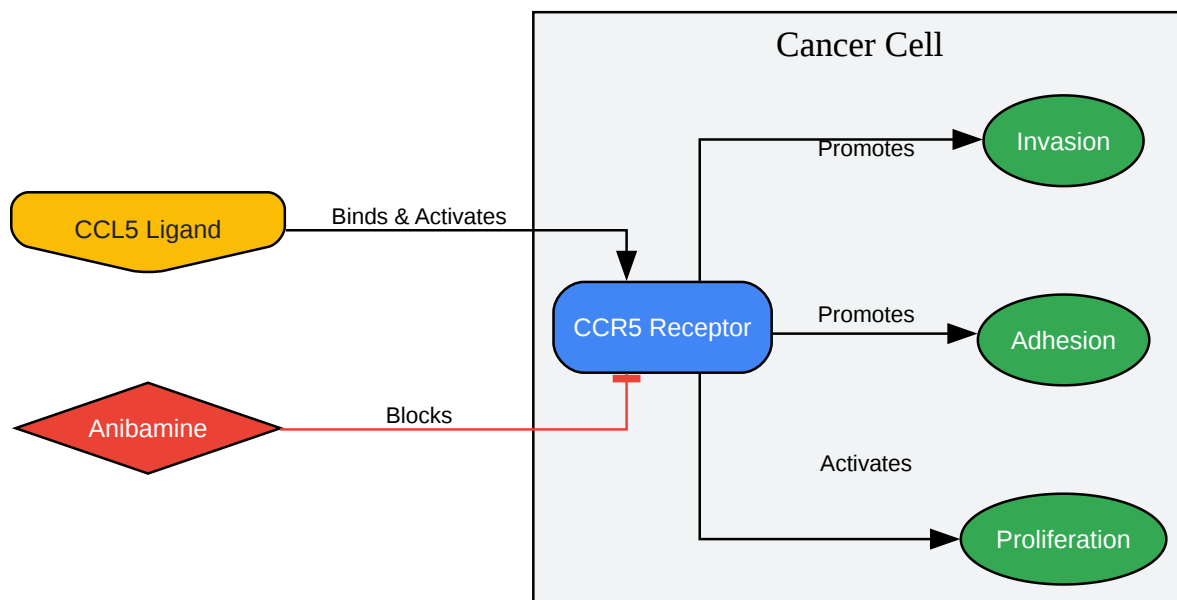 Cancer Cell
Invasion
Promotes
CCL5 Ligand
Binds & Activates
CCR5 Receptor
Promotes
Adhesion
Anibamine
Blocks
Activates
Proliferation